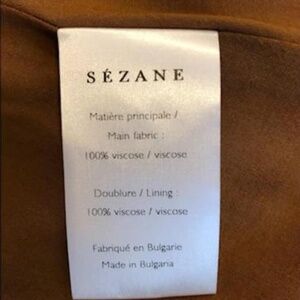 SÉZANE
Matière principale /
Main fabric :
100% viscose / viscose
Doublure / Lining :
100% viscose / viscose
Fabriqué en Bulgarie
Made in Bulgaria